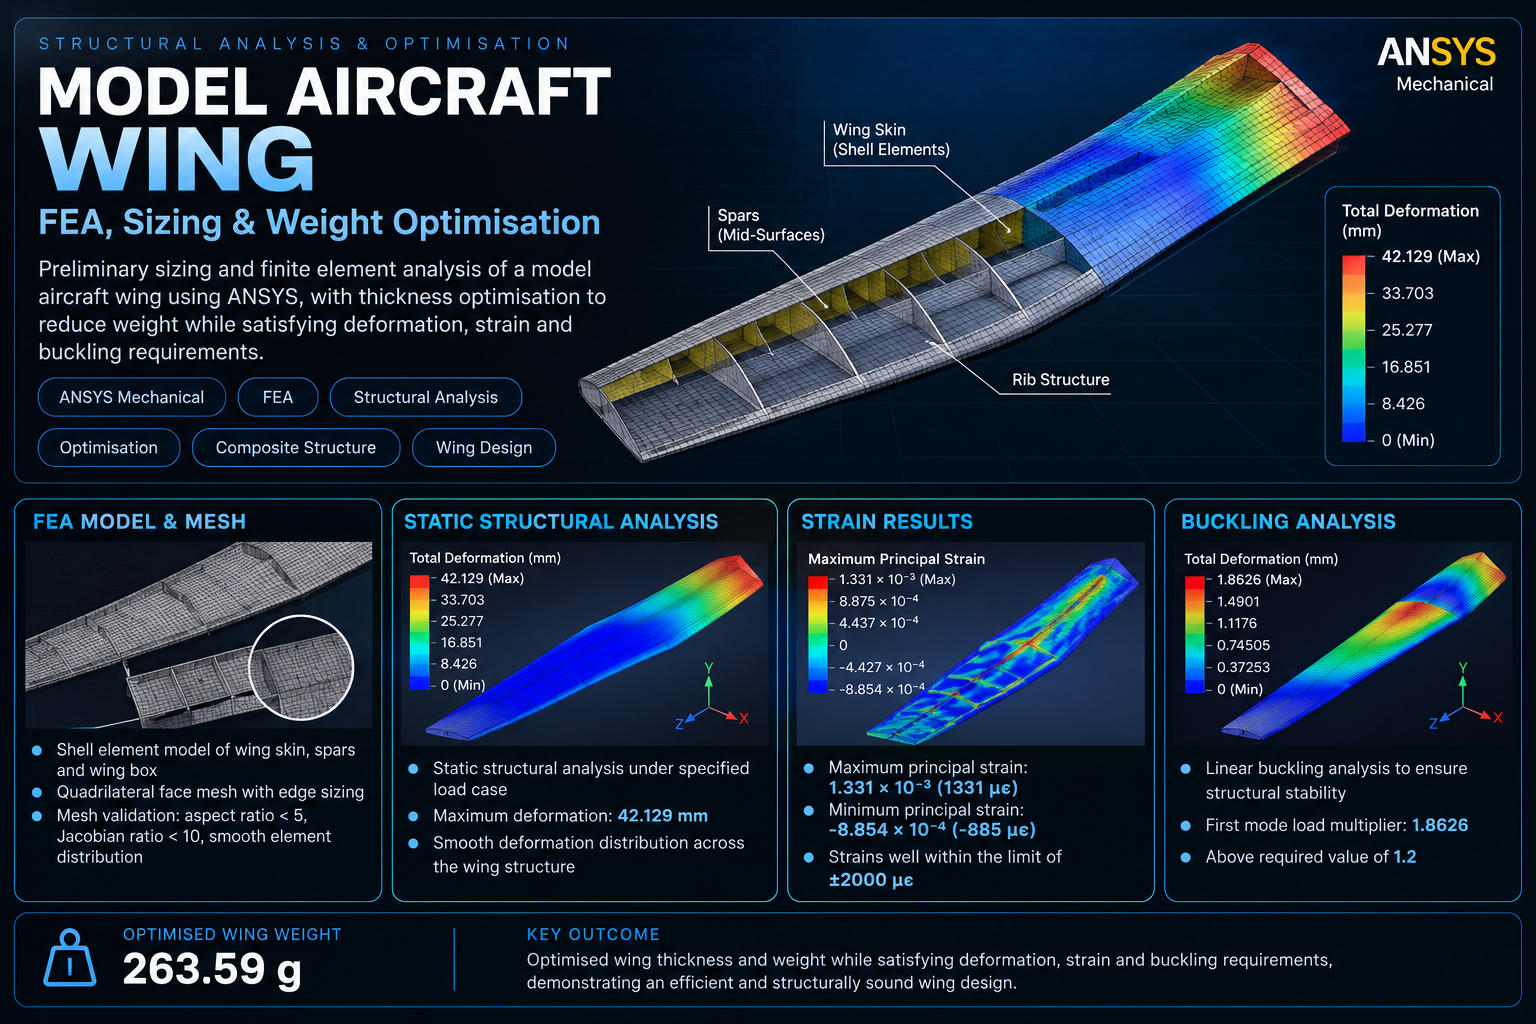 STRUCTURAL ANALYSIS & OPTIMISATION
MODEL AIRCRAFT
WING
FEA, Sizing & Weight Optimisation
Preliminary sizing and finite element analysis of a model
aircraft wing using ANSYS, with thickness optimisation to
reduce weight while satisfying deformation, strain and
buckling requirements.
ANSYS Mechanical
FEA
Structural Analysis
Optimisation
Composite Structure
Wing Design
Wing Skin
(Shell Elements)
Spars
(Mid-Surfaces)
Rib Structure
ANSYS
Mechanical
Total Deformation
(mm)
42.129 (Max)
33.703
25.277
16.851
8.426
0 (Min)
FEA MODEL & MESH
Shell element model of wing skin, spars
and wing box
Quadrilateral face mesh with edge sizing
Mesh validation: aspect ratio < 5,
Jacobian ratio < 10, smooth element
distribution
STATIC STRUCTURAL ANALYSIS
Total Deformation (mm)
42.129 (Max)
33.703
25.277
16.851
8.426
0 (Min)
Y
Z
X
Static structural analysis under specified
load case
Maximum deformation: 42.129 mm
Smooth deformation distribution across
the wing structure
STRAIN RESULTS
Maximum Principal Strain
1.331 × 10⁻³ (Max)
8.875 × 10⁻⁴
4.437 × 10⁻⁴
0
-4.427 × 10⁻⁴
-8.854 × 10⁻⁴
Maximum principal strain:
1.331 × 10⁻³ (1331 με)
Minimum principal strain:
-8.854 × 10⁻⁴ (-885 με)
Strains well within the limit of
±2000 με
BUCKLING ANALYSIS
Total Deformation (mm)
1.8626 (Max)
1.4901
1.1176
0.74505
0.37253
0 (Min)
Y
Z
X
Linear buckling analysis to ensure
structural stability
First mode load multiplier: 1.8626
Above required value of 1.2
OPTIMISED WING WEIGHT
263.59 g
KEY OUTCOME
Optimised wing thickness and weight while satisfying deformation, strain and buckling requirements,
demonstrating an efficient and structurally sound wing design.